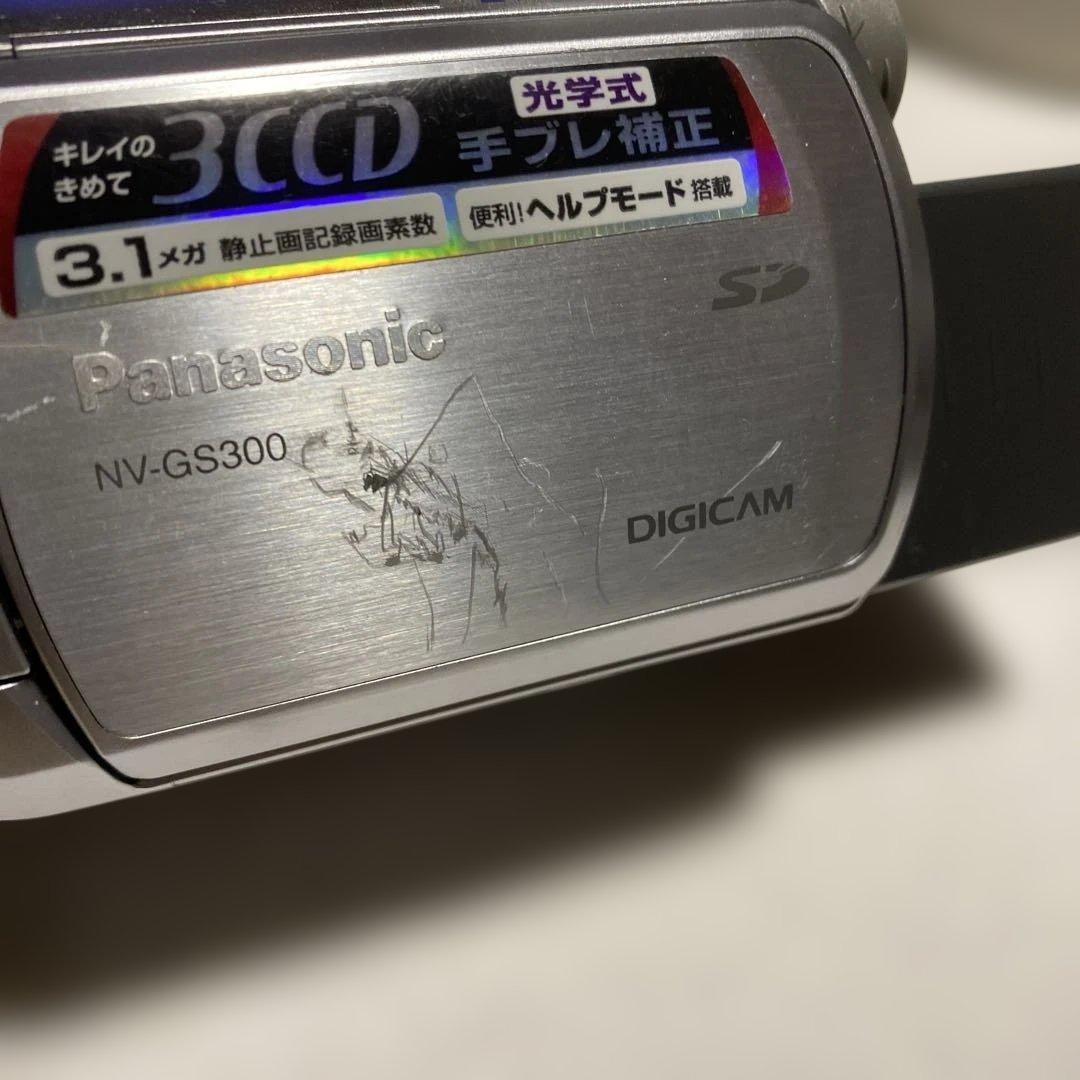 光学式
キレイの
きめて
3CCD
手ブレ補正
3.1メガ 静止画記録画素数
便利!ヘルプモード搭載
SD
Panasonic
NV-GS300
DIGICAM